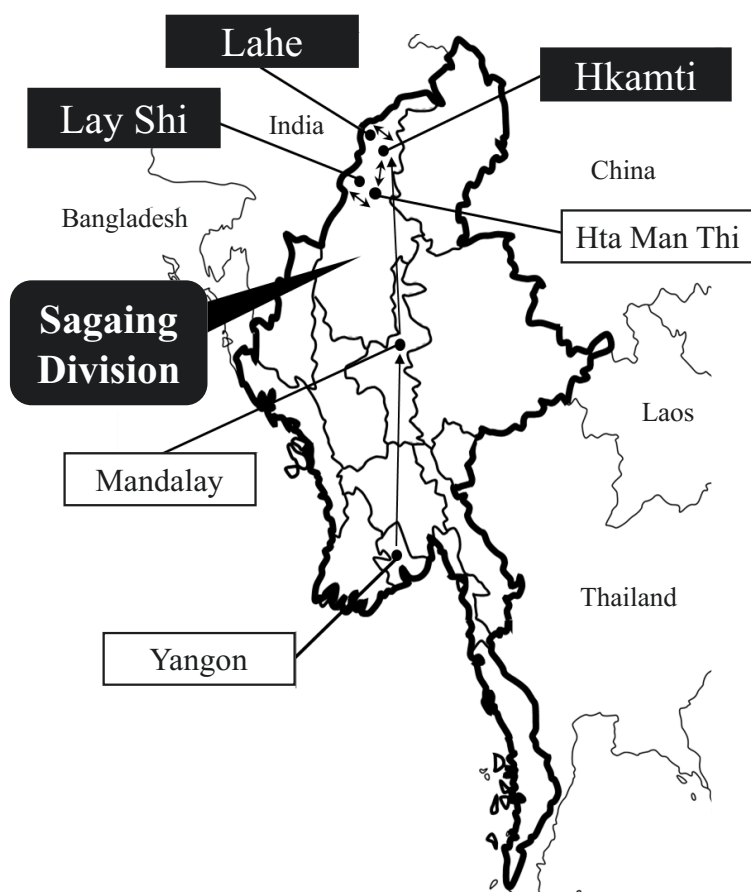 Lahe
Hkamti
Lay Shi
India
China
Bangladesh
Hta Man Thi
Sagaing
Division
Laos
Mandalay
Thailand
Yangon